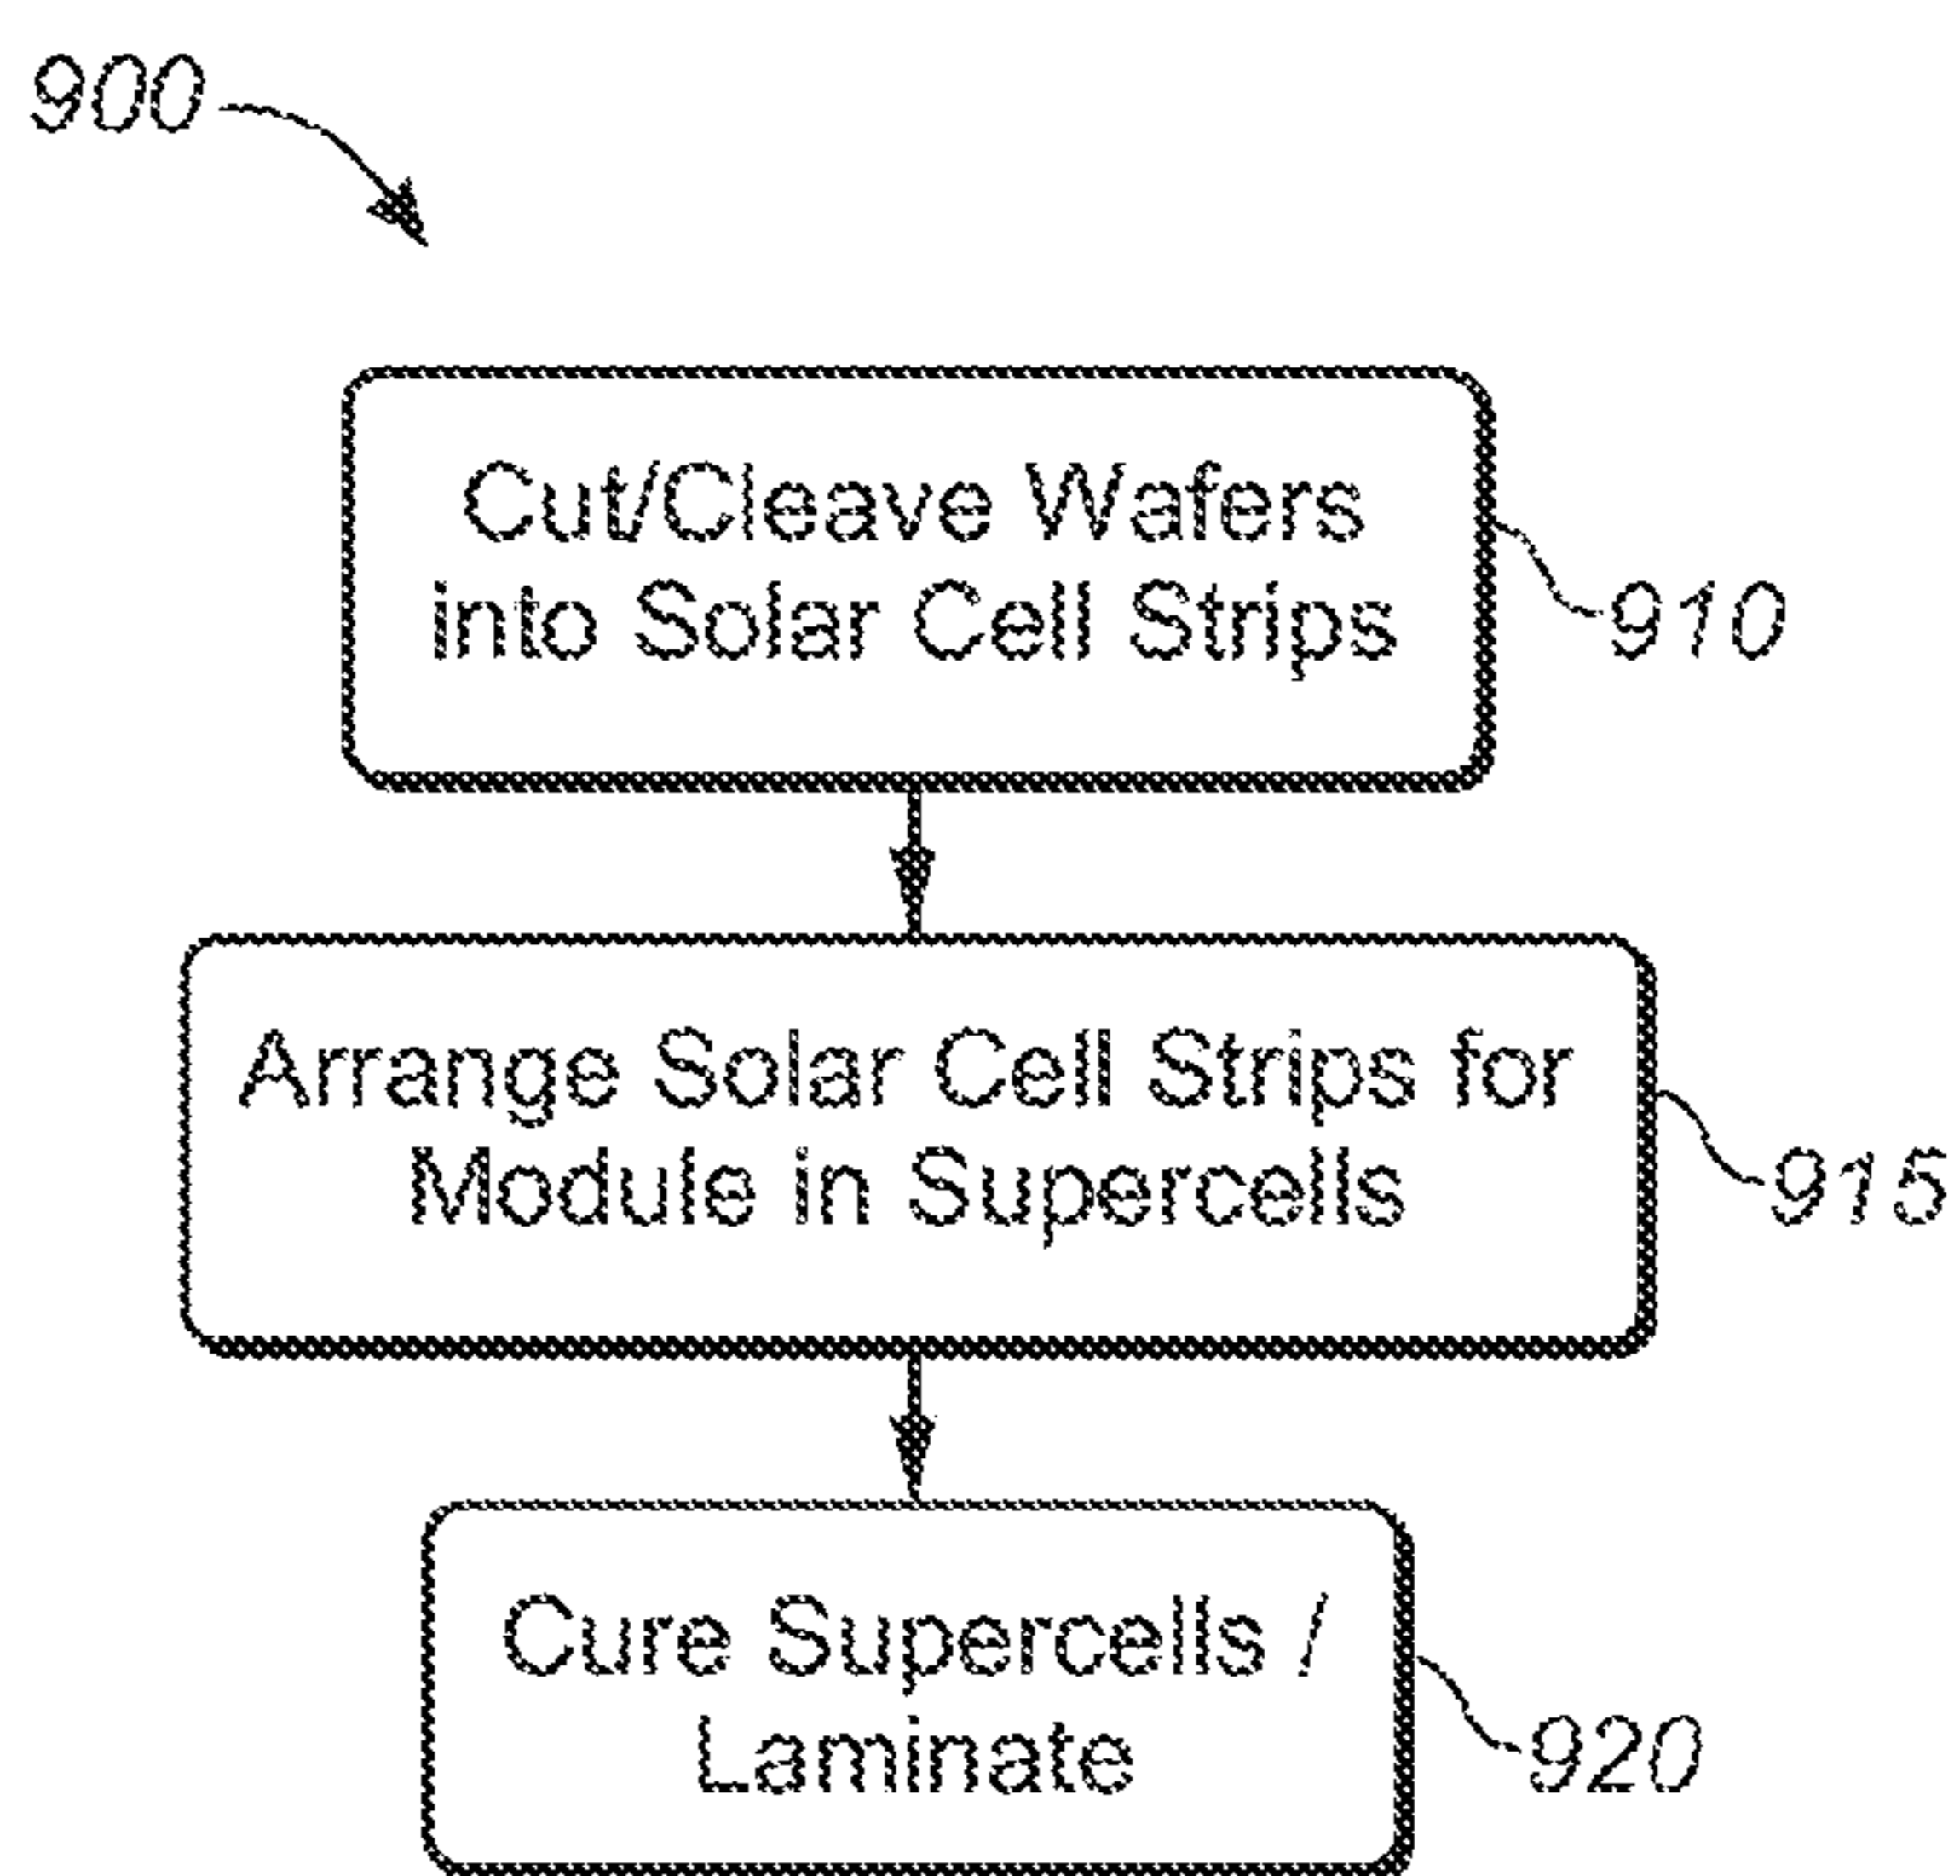 900
Cut/Cleave Wafers
into Solar Cell Strips
910
Arrange Solar Cell Strips for
Module in Supercells
915
Cure Supercells /
Laminate
920